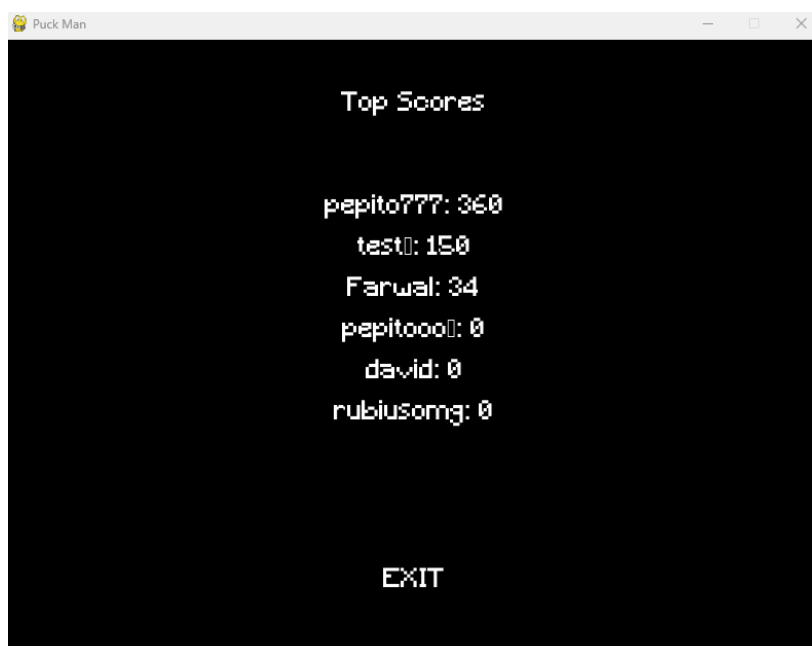 Puck Man
Top Scores
pepito777: 360
test▯: 150
Farwal: 34
pepitooo▯: 0
david: 0
rubiusomg: 0
EXIT